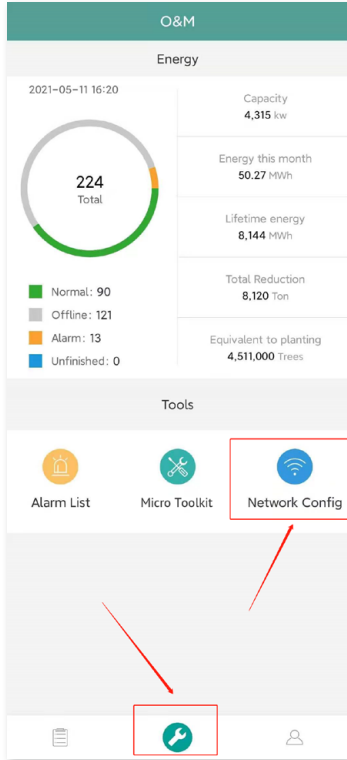 O&M
Energy
2021-05-11 16:20
224
Total
Normal: 90
Offline: 121
Alarm: 13
Unfinished: 0
Capacity
4,315 kw
Energy this month
50.27 MWh
Lifetime energy
8,144 MWh
Total Reduction
8,120 Ton
Equivalent to planting
4,511,000 Trees
Tools
Alarm List
Micro Toolkit
Network Config